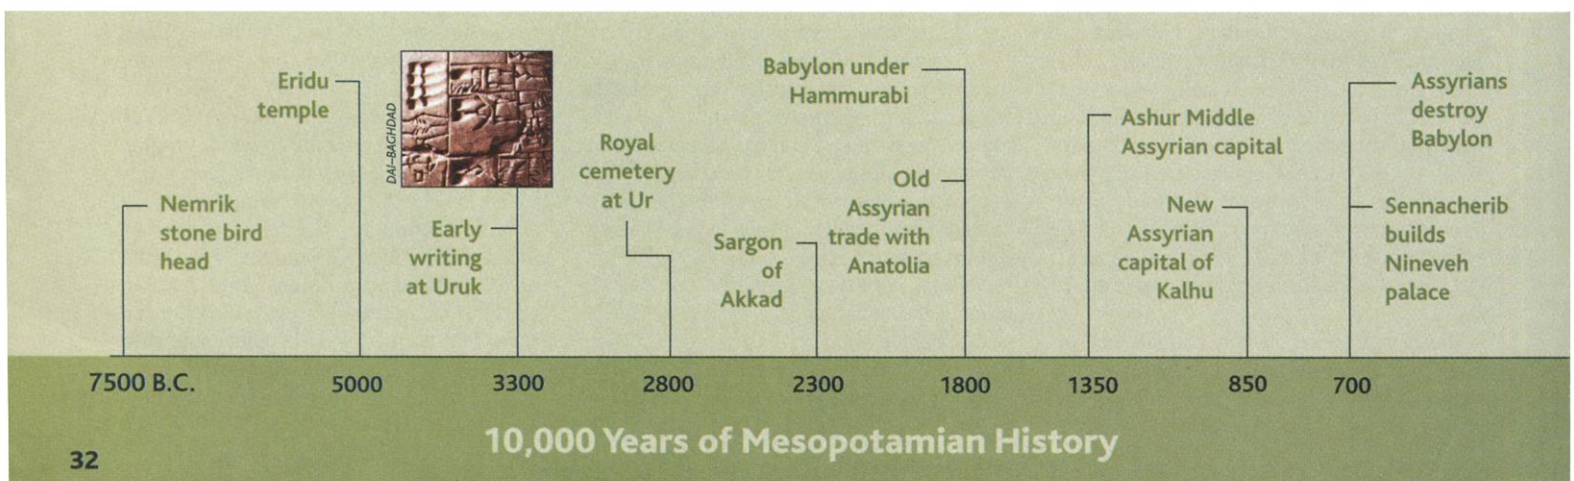 Nemrik
stone bird
head
Eridu
temple
DAI–BAGHDAD
Early
writing
at Uruk
Royal
cemetery
at Ur
Sargon
of
Akkad
Babylon under
Hammurabi
Old
Assyrian
trade with
Anatolia
Ashur Middle
Assyrian capital
New
Assyrian
capital of
Kalhu
Assyrians
destroy
Babylon
Sennacherib
builds
Nineveh
palace
7500 B.C. 5000 3300 2800 2300 1800 1350 850 700
10,000 Years of Mesopotamian History
32